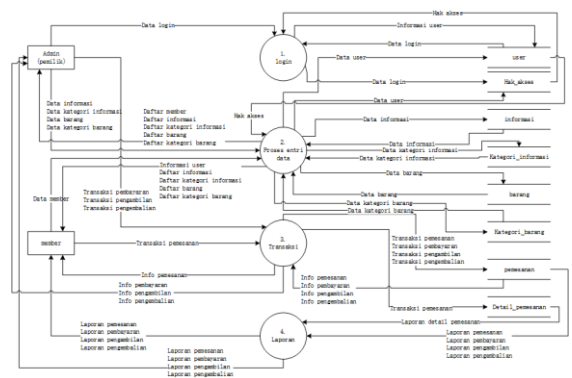 Hak akses
Data login
Informasi user
Data login
Admin
(pemilik)
1.
login
Data user
user
Data login
Hak_akses
Data user
Data informasi
Data kategori informasi
Data barang
Data kategori barang
Daftar member
Daftar informasi
Daftar kategori informasi
Daftar barang
Daftar kategori barang
Hak akses
Data informasi
informasi
2.
Proses entri
data
Data informasi
Data kategori informasi
Data kategori informasi
Kategori_informasi
Informasi user
Daftar informasi
Daftar kategori informasi
Daftar barang
Daftar kategori barang
Data barang
Data barang
barang
Data member
Transaksi pembayaran
Transaksi pengambilan
Transaksi pengembalian
Data kategori barang
Data kategori barang
Kategori_barang
member
Transaksi pemesanan
3.
Transaksi
Transaksi pemesanan
Transaksi pembayaran
Transaksi pengambilan
Transaksi pengembalian
Info pemesanan
Info pembayaran
Info pengambilan
Info pengembalian
Info pemesanan
Info pembayaran
Info pengambilan
Info pengembalian
pemesanan
Transaksi pemesanan
Detail_pemesanan
Laporan detail pemesanan
Laporan pemesanan
Laporan pembayaran
Laporan pengambilan
Laporan pengembalian
4.
Laporan
Laporan pemesanan
Laporan pembayaran
Laporan pengambilan
Laporan pengembalian
Laporan pemesanan
Laporan pembayaran
Laporan pengambilan
Laporan pengembalian